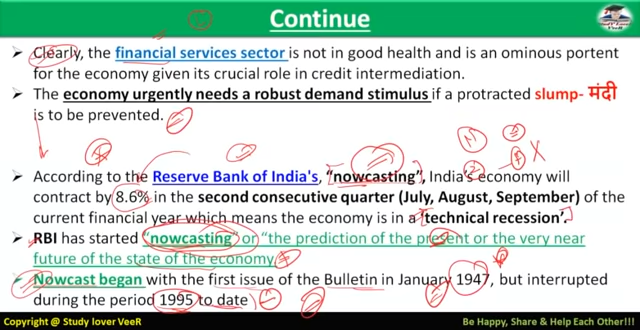 Continue
➢ Clearly, the financial services sector is not in good health and is an ominous portent
for the economy given its crucial role in credit intermediation.
➢ The economy urgently needs a robust demand stimulus if a protracted slump- मंदी
is to be prevented.
➢ According to the Reserve Bank of India's, "nowcasting", India's economy will
contract by 8.6% in the second consecutive quarter (July, August, September) of the
current financial year which means the economy is in a 'technical recession'.
➢ RBI has started "nowcasting" or "the prediction of the present or the very near
future of the state of the economy.
➢ Nowcast began with the first issue of the Bulletin in January 1947, but interrupted
during the period 1995 to date)
Copyright @ Study lover VeeR
Be Happy, Share & Help Each Other!!!